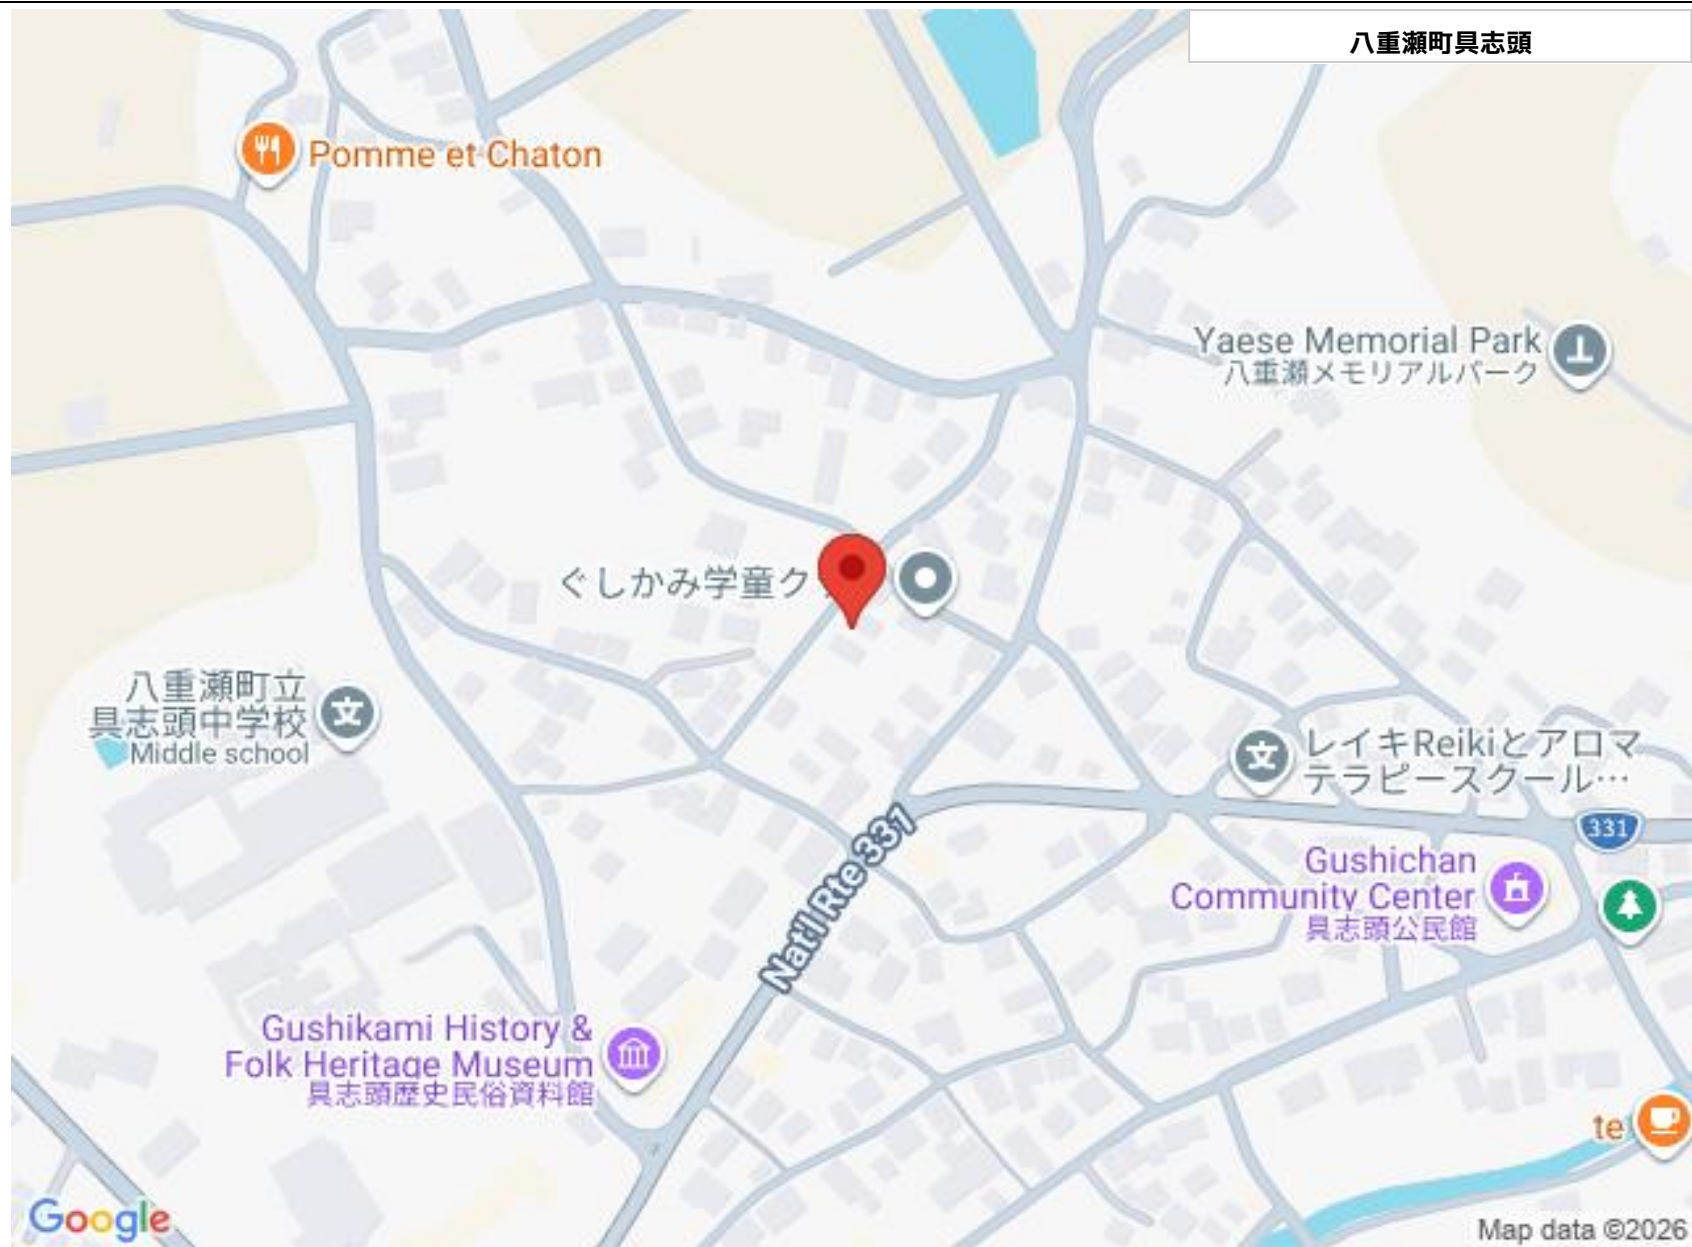 八重瀬町具志頭
Pomme et Chaton
Yaese Memorial Park
八重瀬メモリアルパーク
ぐしかみ学童ク
八重瀬町立
具志頭中学校
Middle school
文
文
レイキReikiとアロマ
テラピースクール…
331
Nat'l Rte 331
Gushichan
Community Center
具志頭公民館
Gushikami History &
Folk Heritage Museum
具志頭歴史民俗資料館
te
Google
Map data ©2026